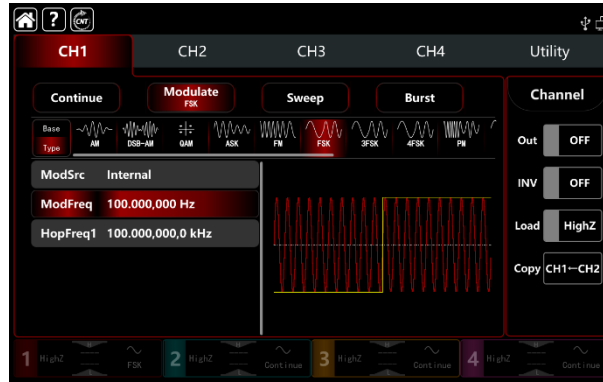 ? CNT
CH1 CH2 CH3 CH4 Utility
Continue Modulate FSK Sweep Burst Channel
Base Type AM DSB-AM QAM ASK FM FSK 3FSK 4FSK PM
Out OFF
ModSrc Internal
INV OFF
ModFreq 100.000,000 Hz
Load HighZ
HopFreq1 100.000,000,0 kHz
Copy CH1←CH2
1 HighZ FSK 2 HighZ Continue 3 HighZ Continue 4 HighZ Continue